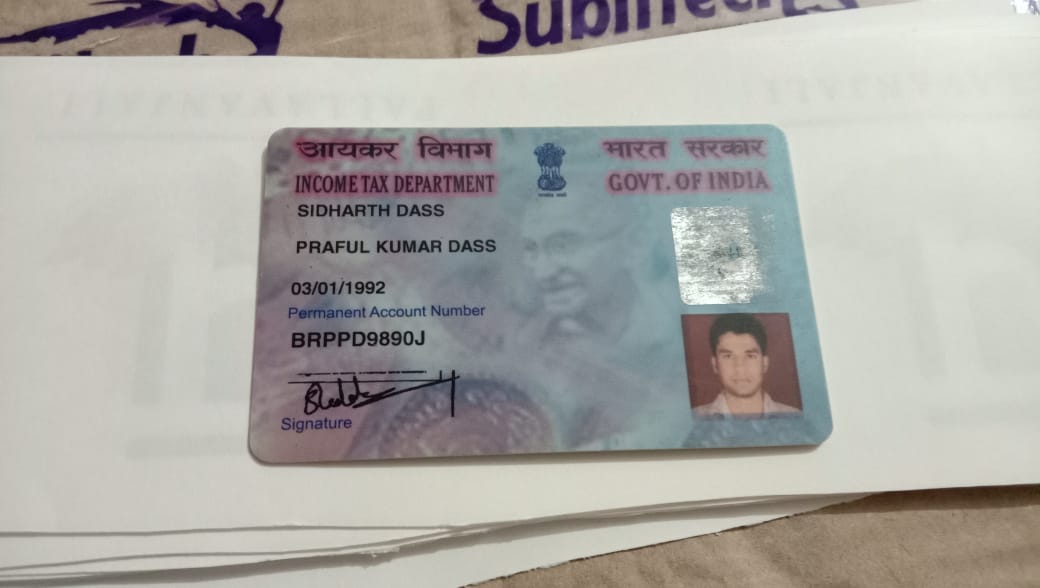 SubinTech
आयकर विभाग
भारत सरकार
INCOME TAX DEPARTMENT
GOVT. OF INDIA
SIDHARTH DASS
PRAFUL KUMAR DASS
03/01/1992
Permanent Account Number
BRPPD9890J
Signature